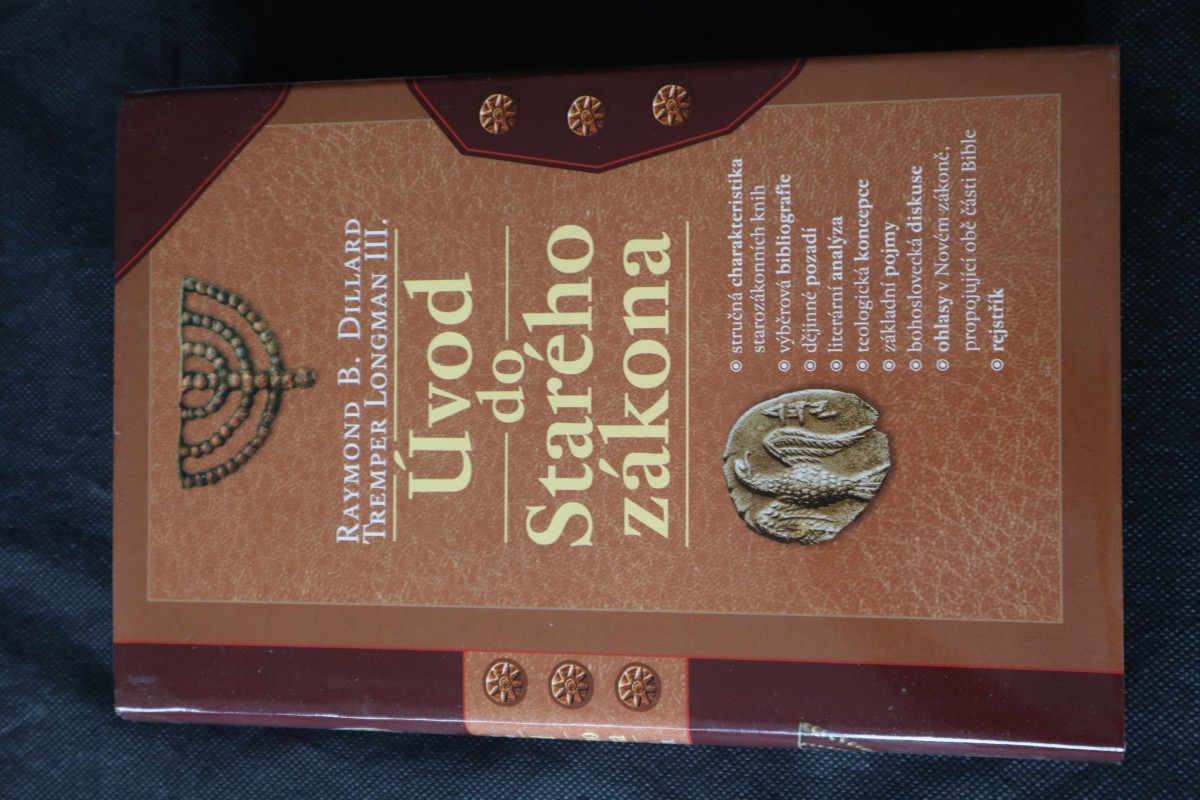 RAYMOND B. DILLARD
TREMPER LONGMAN III.
Úvod
do
Starého
zákona
stručná charakteristika
starozákonních knih
výběrová bibliografie
dějinné pozadí
literární analýza
teologická koncepce
základní pojmy
bohoslovecká diskuse
ohlasy v Novém zákoně,
propojující obě části Bible
rejstřík